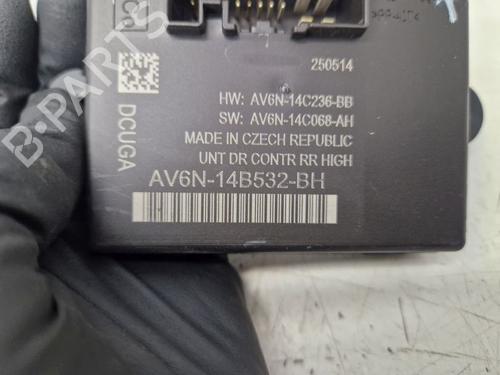 250514
HW: AV6N-14C236-BB
SW: AV6N-14C068-AH
MADE IN CZECH REPUBLIC
UNT DR CONTR RR HIGH
AV6N-14B532-BH
DCUGA
B-PARTS